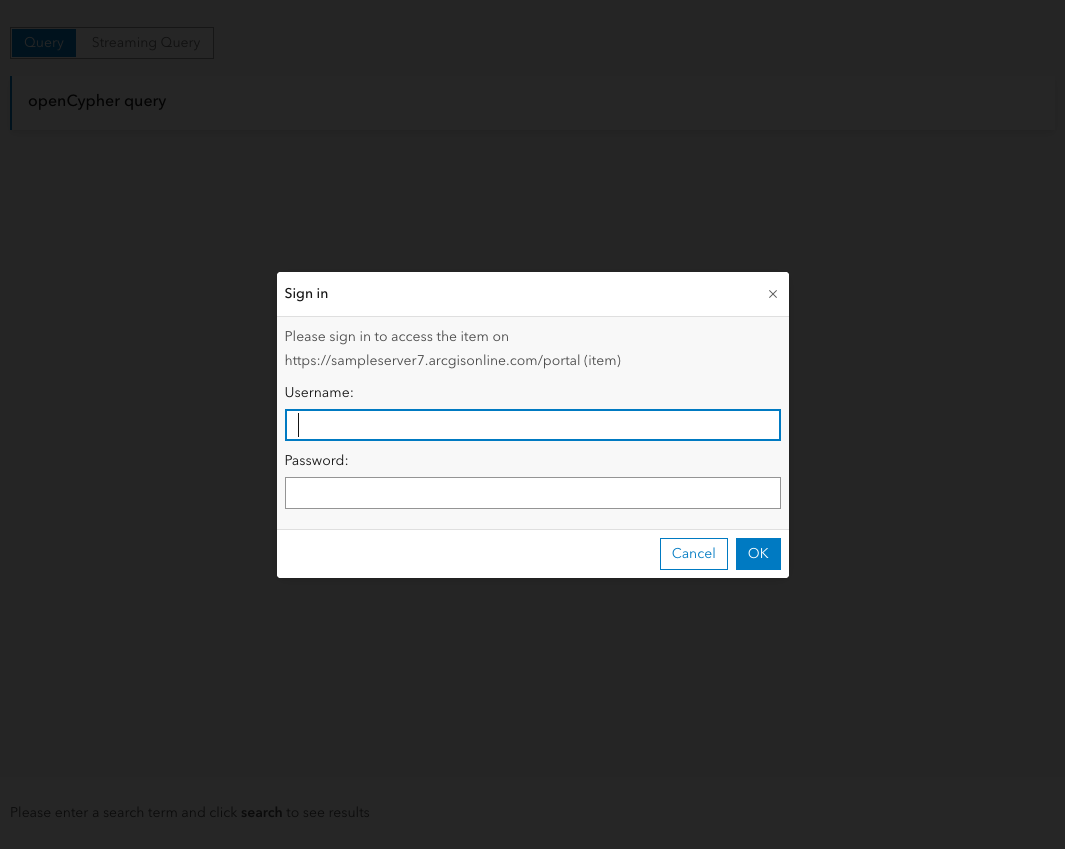 Query Streaming Query
openCypher query
Sign in ×
Please sign in to access the item on
https://sampleserver7.arcgisonline.com/portal (item)
Username:
Password:
Cancel OK
Please enter a search term and click search to see results